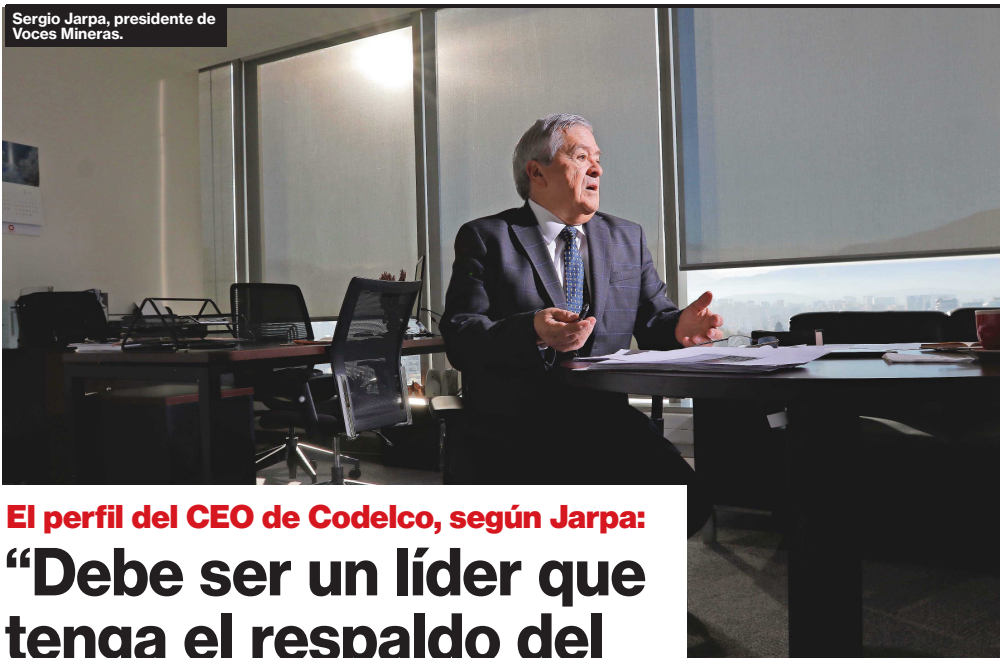 Sergio Jarpa, presidente de
Voces Mineras.
El perfil del CEO de Codelco, según Jarpa:
“Debe ser un líder que
tenga el respaldo del